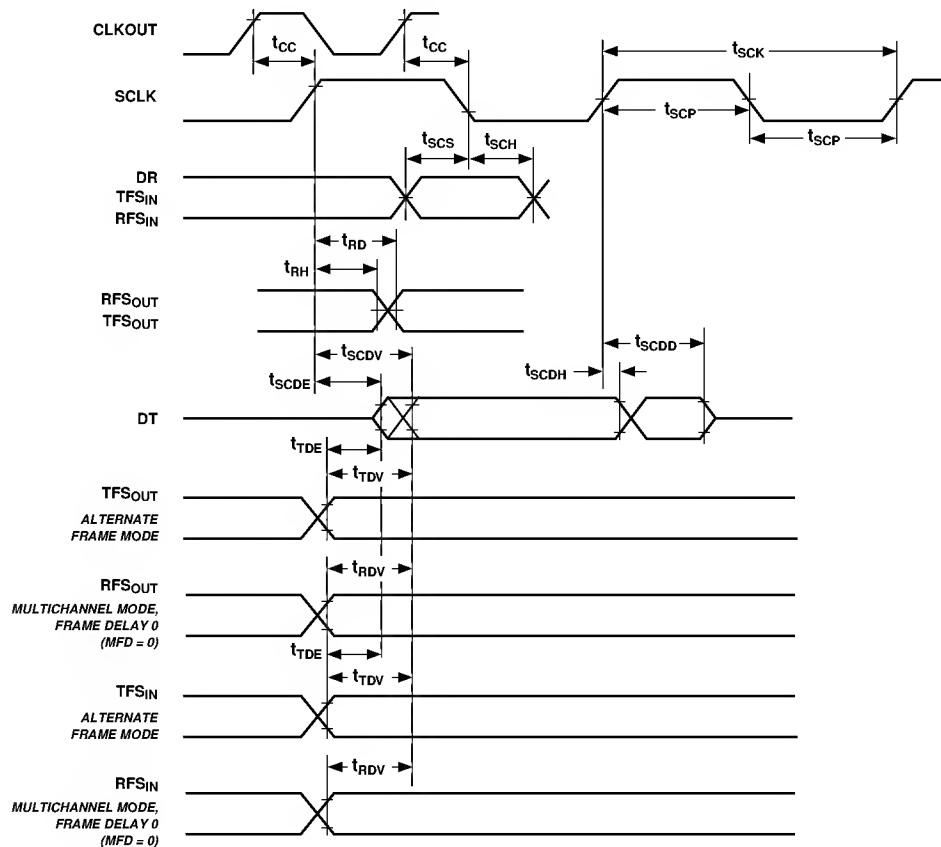 CLKOUT
tCC
tCC
tSCK
SCLK
tSCP
tSCP
tSCS
tSCH
DR
TFSIN
RFSIN
tRD
tRH
RFSOUT
TFSOUT
tSCDV
tSCDD
tSCDE
tSCDH
DT
tTDE
tTDV
TFSOUT
ALTERNATE
FRAME MODE
tRDV
RFSOUT
MULTICHANNEL MODE,
FRAME DELAY 0
(MFD = 0)
tTDE
tTDV
TFSIN
ALTERNATE
FRAME MODE
tRDV
RFSIN
MULTICHANNEL MODE,
FRAME DELAY 0
(MFD = 0)